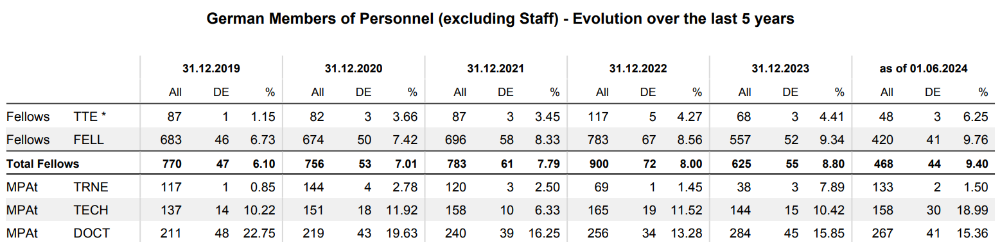 German Members of Personnel (excluding Staff) - Evolution over the last 5 years
31.12.2019 31.12.2020 31.12.2021 31.12.2022 31.12.2023 as of 01.06.2024
All DE % All DE % All DE % All DE % All DE % All DE %
Fellows TTE * 87 1 1.15 82 3 3.66 87 3 3.45 117 5 4.27 68 3 4.41 48 3 6.25
Fellows FELL 683 46 6.73 674 50 7.42 696 58 8.33 783 67 8.56 557 52 9.34 420 41 9.76
Total Fellows 770 47 6.10 756 53 7.01 783 61 7.79 900 72 8.00 625 55 8.80 468 44 9.40
MPAt TRNE 117 1 0.85 144 4 2.78 120 3 2.50 69 1 1.45 38 3 7.89 133 2 1.50
MPAt TECH 137 14 10.22 151 18 11.92 158 10 6.33 165 19 11.52 144 15 10.42 158 30 18.99
MPAt DOCT 211 48 22.75 219 43 19.63 240 39 16.25 256 34 13.28 284 45 15.85 267 41 15.36